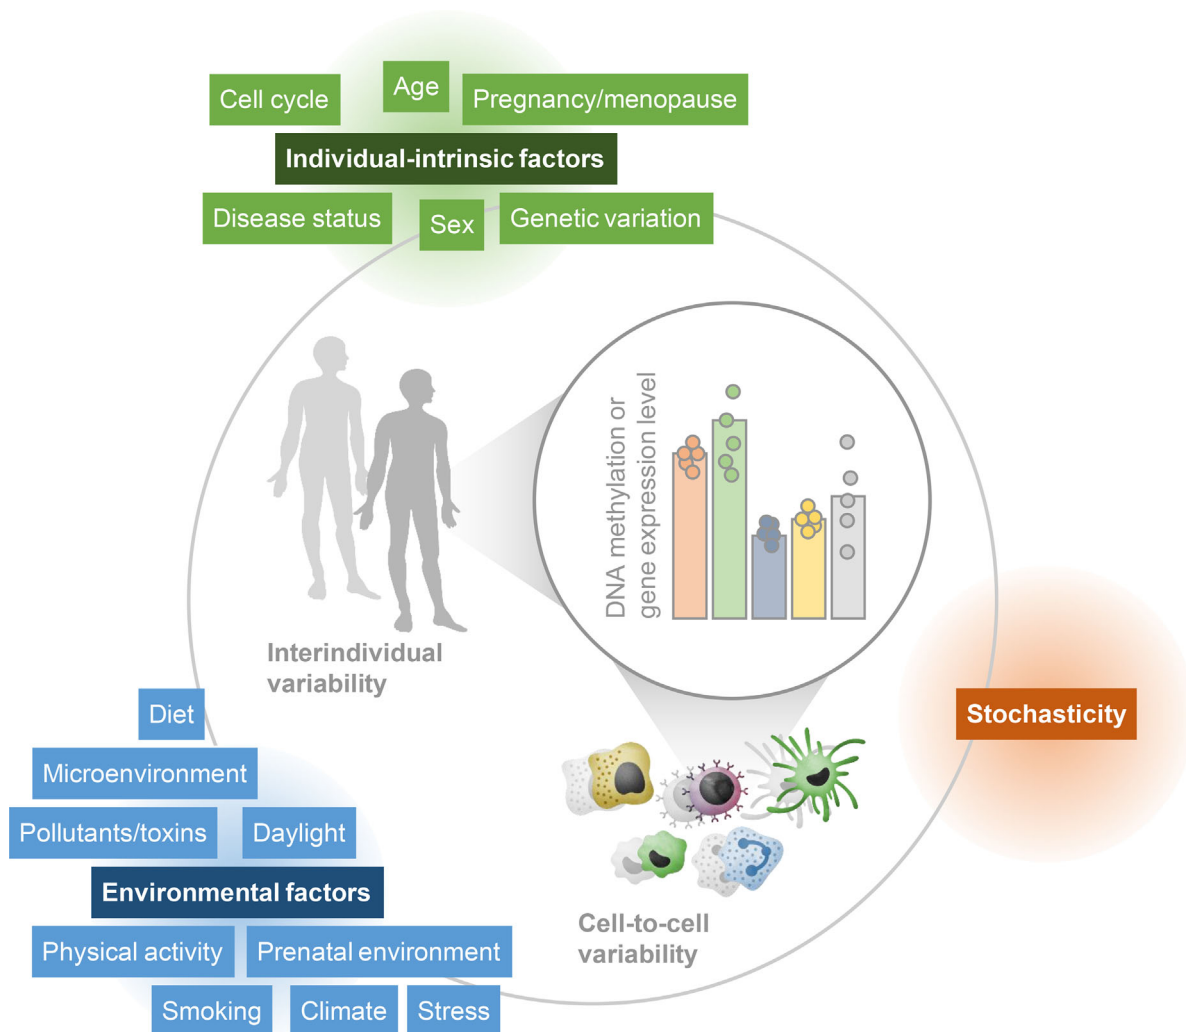 Cell cycle
Age
Pregnancy/menopause
Individual-intrinsic factors
Disease status
Sex
Genetic variation
DNA methylation or
gene expression level
Interindividual
variability
Stochasticity
Diet
Microenvironment
Pollutants/toxins
Daylight
Environmental factors
Physical activity
Prenatal environment
Smoking
Climate
Stress
Cell-to-cell
variability